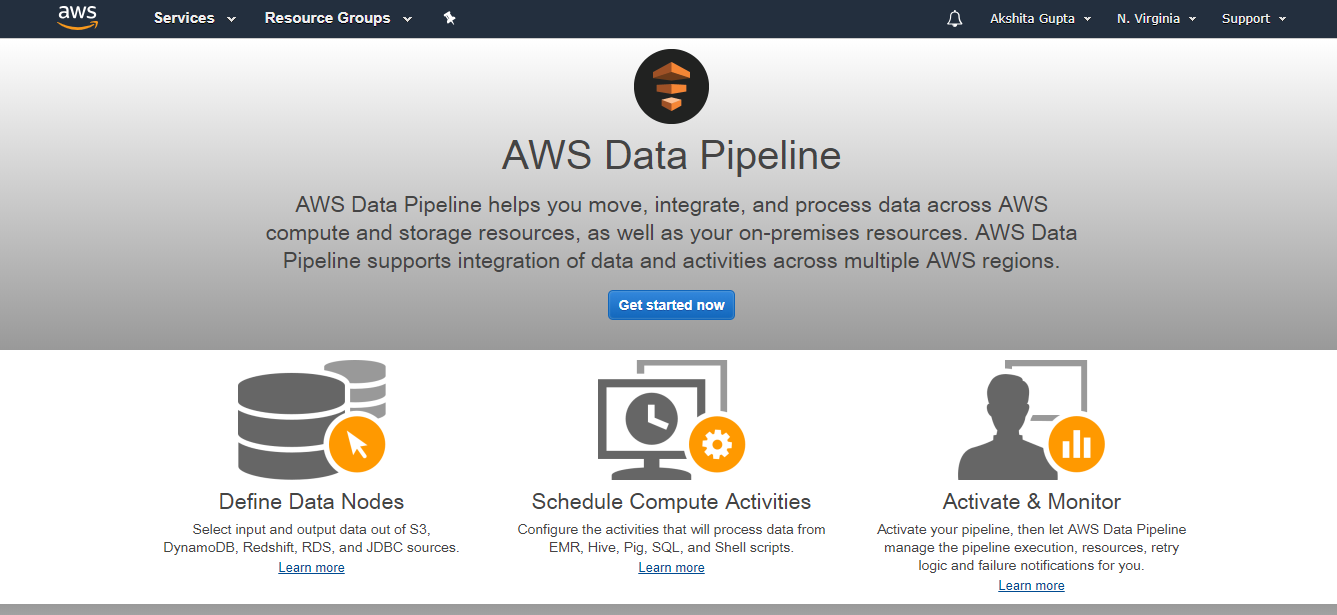 aws Services Resource Groups Akshita Gupta N. Virginia Support
AWS Data Pipeline
AWS Data Pipeline helps you move, integrate, and process data across AWS
compute and storage resources, as well as your on-premises resources. AWS Data
Pipeline supports integration of data and activities across multiple AWS regions.
Get started now
Define Data Nodes
Select input and output data out of S3,
DynamoDB, Redshift, RDS, and JDBC sources.
Learn more
Schedule Compute Activities
Configure the activities that will process data from
EMR, Hive, Pig, SQL, and Shell scripts.
Learn more
Activate & Monitor
Activate your pipeline, then let AWS Data Pipeline
manage the pipeline execution, resources, retry
logic and failure notifications for you.
Learn more